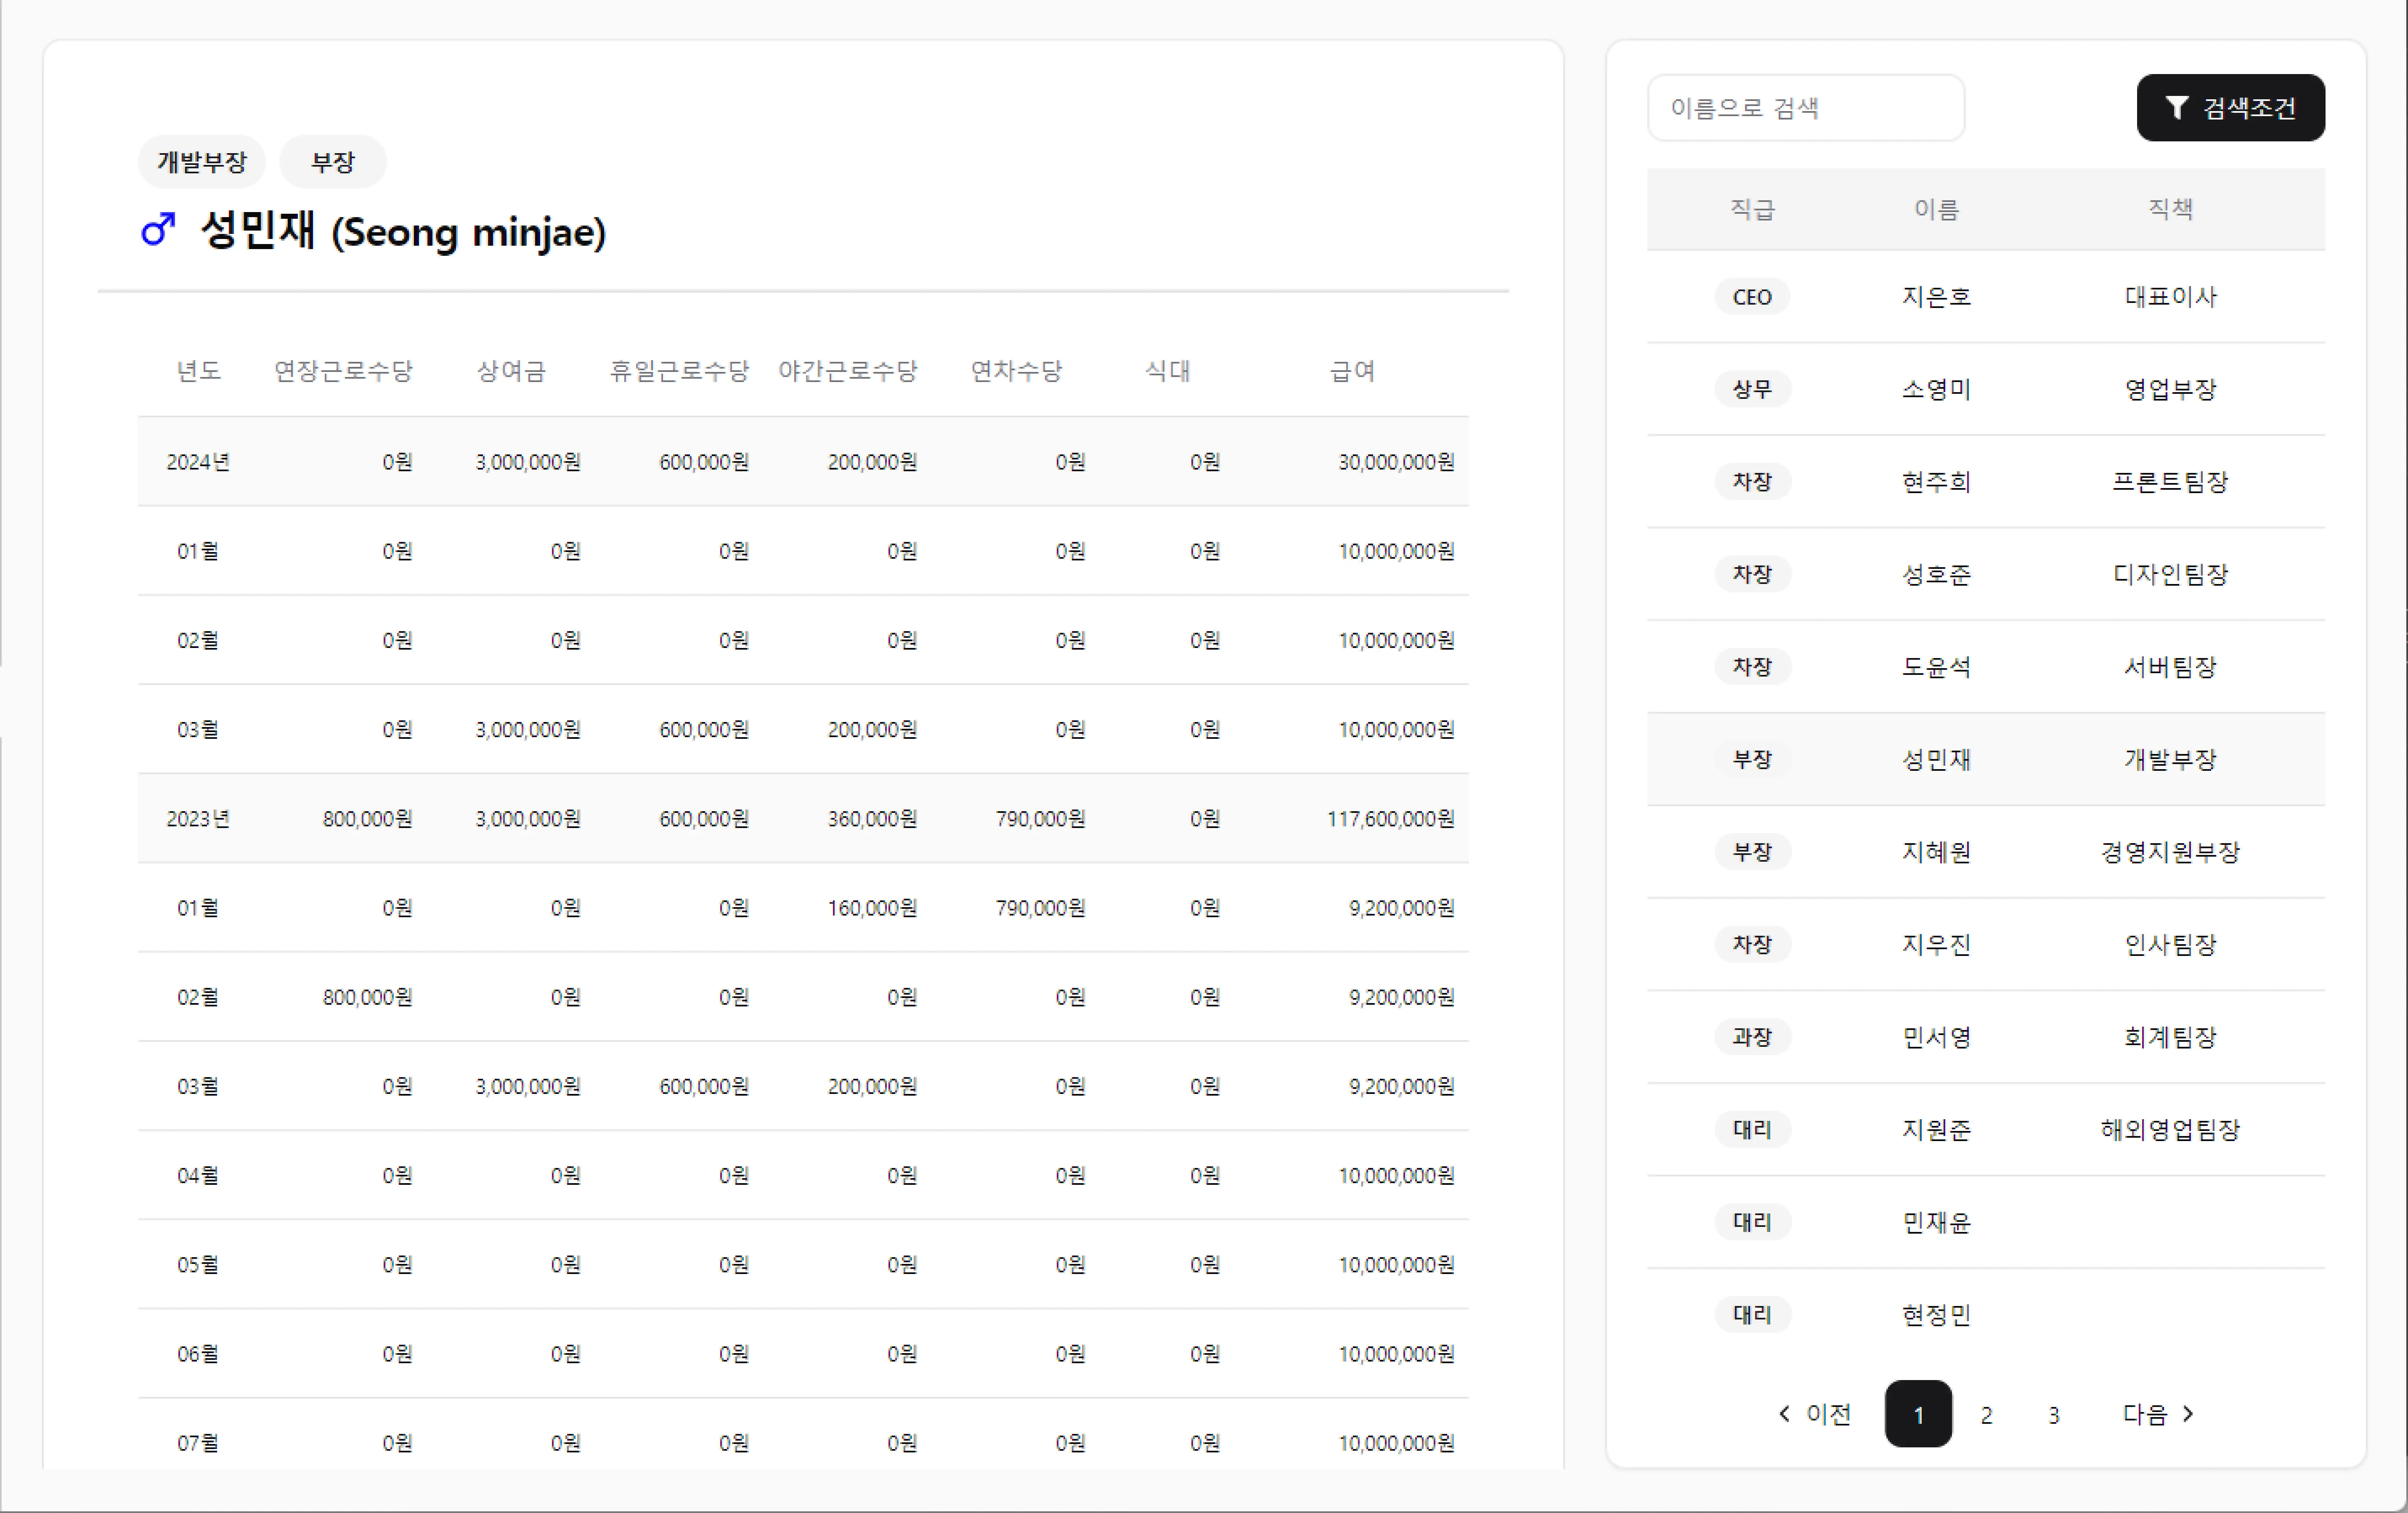 개발부장 부장
성민재 (Seong minjae)
년도 연장근로수당 상여금 휴일근로수당 야간근로수당 연차수당 식대 급여
2024년 0원 3,000,000원 600,000원 200,000원 0원 0원 30,000,000원
01월 0원 0원 0원 0원 0원 0원 10,000,000원
02월 0원 0원 0원 0원 0원 0원 10,000,000원
03월 0원 3,000,000원 600,000원 200,000원 0원 0원 10,000,000원
2023년 800,000원 3,000,000원 600,000원 360,000원 790,000원 0원 117,600,000원
01월 0원 0원 0원 160,000원 790,000원 0원 9,200,000원
02월 800,000원 0원 0원 0원 0원 0원 9,200,000원
03월 0원 3,000,000원 600,000원 200,000원 0원 0원 9,200,000원
04월 0원 0원 0원 0원 0원 0원 10,000,000원
05월 0원 0원 0원 0원 0원 0원 10,000,000원
06월 0원 0원 0원 0원 0원 0원 10,000,000원
07월 0원 0원 0원 0원 0원 0원 10,000,000원
이름으로 검색 검색조건
직급 이름 직책
CEO 지은호 대표이사
상무 소영미 영업부장
차장 현주희 프론트팀장
차장 성호준 디자인팀장
차장 도윤석 서버팀장
부장 성민재 개발부장
부장 지혜원 경영지원부장
차장 지우진 인사팀장
과장 민서영 회계팀장
대리 지원준 해외영업팀장
대리 민재윤
대리 현정민
이전 1 2 3 다음